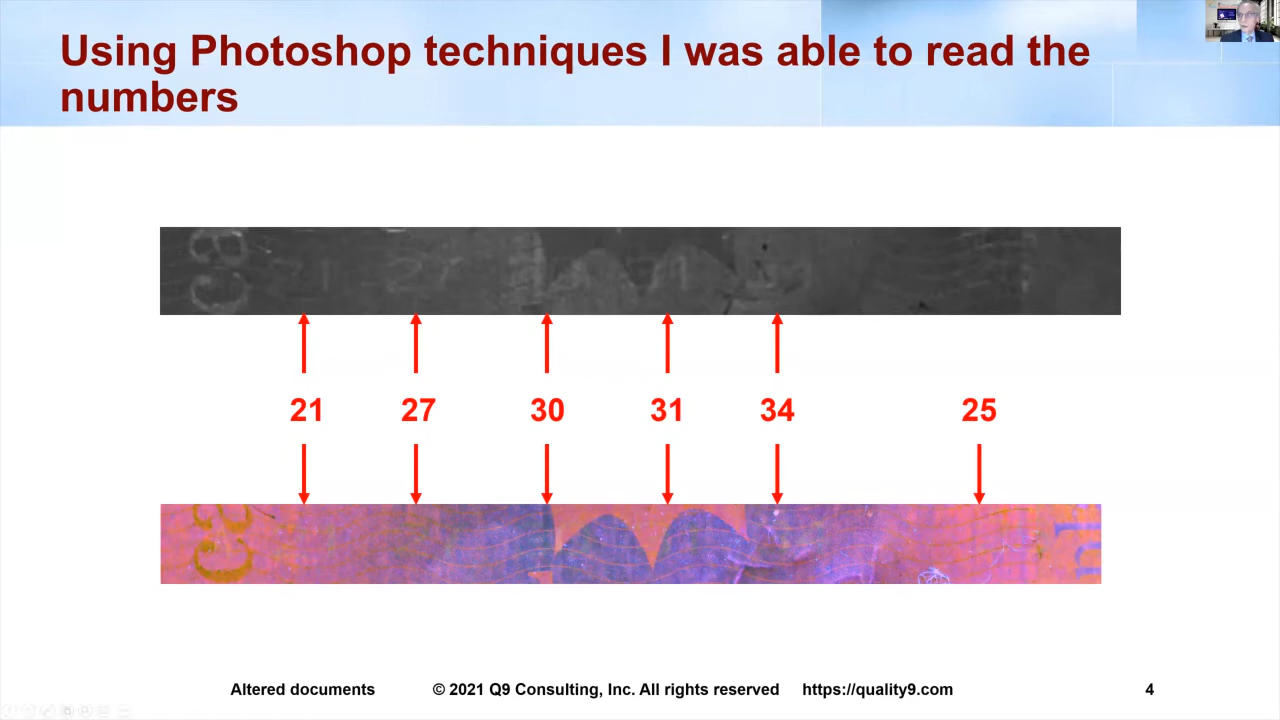 Using Photoshop techniques I was able to read the
numbers
21 27 30 31 34 25
Altered documents © 2021 Q9 Consulting, Inc. All rights reserved https://quality9.com 4